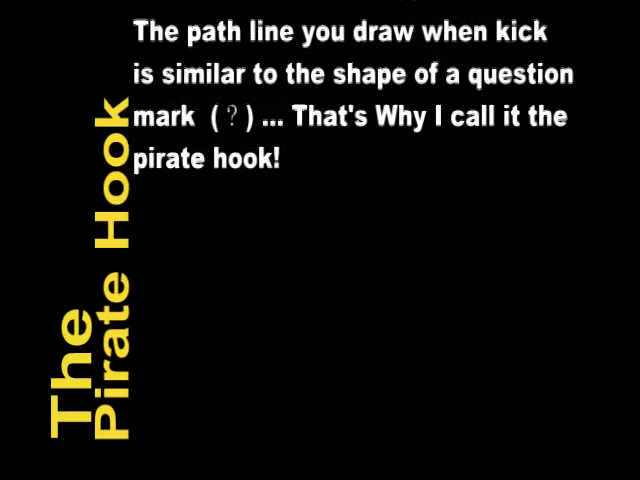 The path line you draw when kick
is similar to the shape of a question
mark ( ? ) ... That's Why I call it the
pirate hook!
The
Pirate Hook